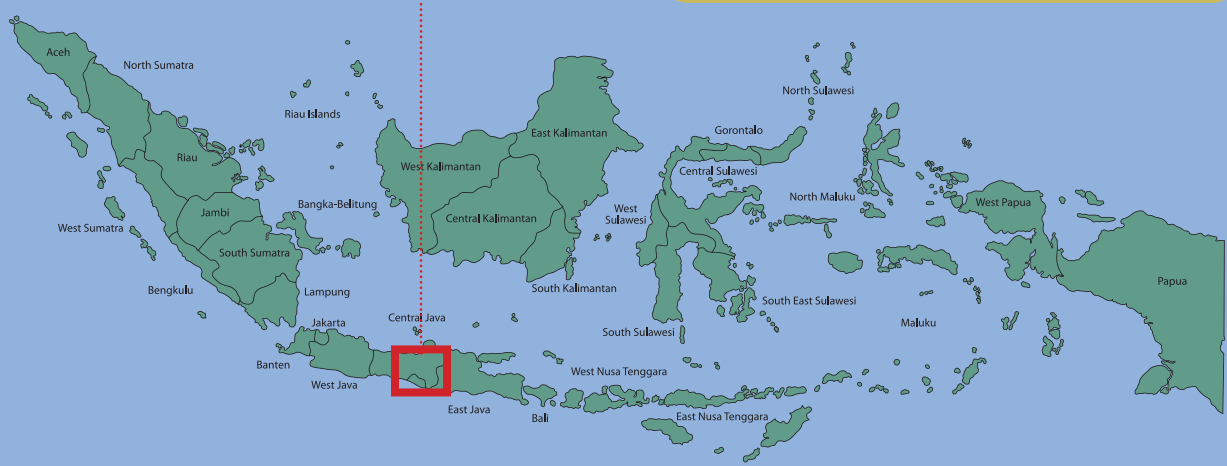 Aceh
North Sumatra
Riau Islands
Riau
West Sumatra
Jambi
Bangka-Belitung
South Sumatra
Bengkulu
Lampung
West Kalimantan
East Kalimantan
Central Kalimantan
South Kalimantan
North Sulawesi
Gorontalo
Central Sulawesi
West
Sulawesi
South Sulawesi
South East Sulawesi
North Maluku
Maluku
West Papua
Papua
Jakarta
Banten
West Java
Central Java
East Java
Bali
West Nusa Tenggara
East Nusa Tenggara